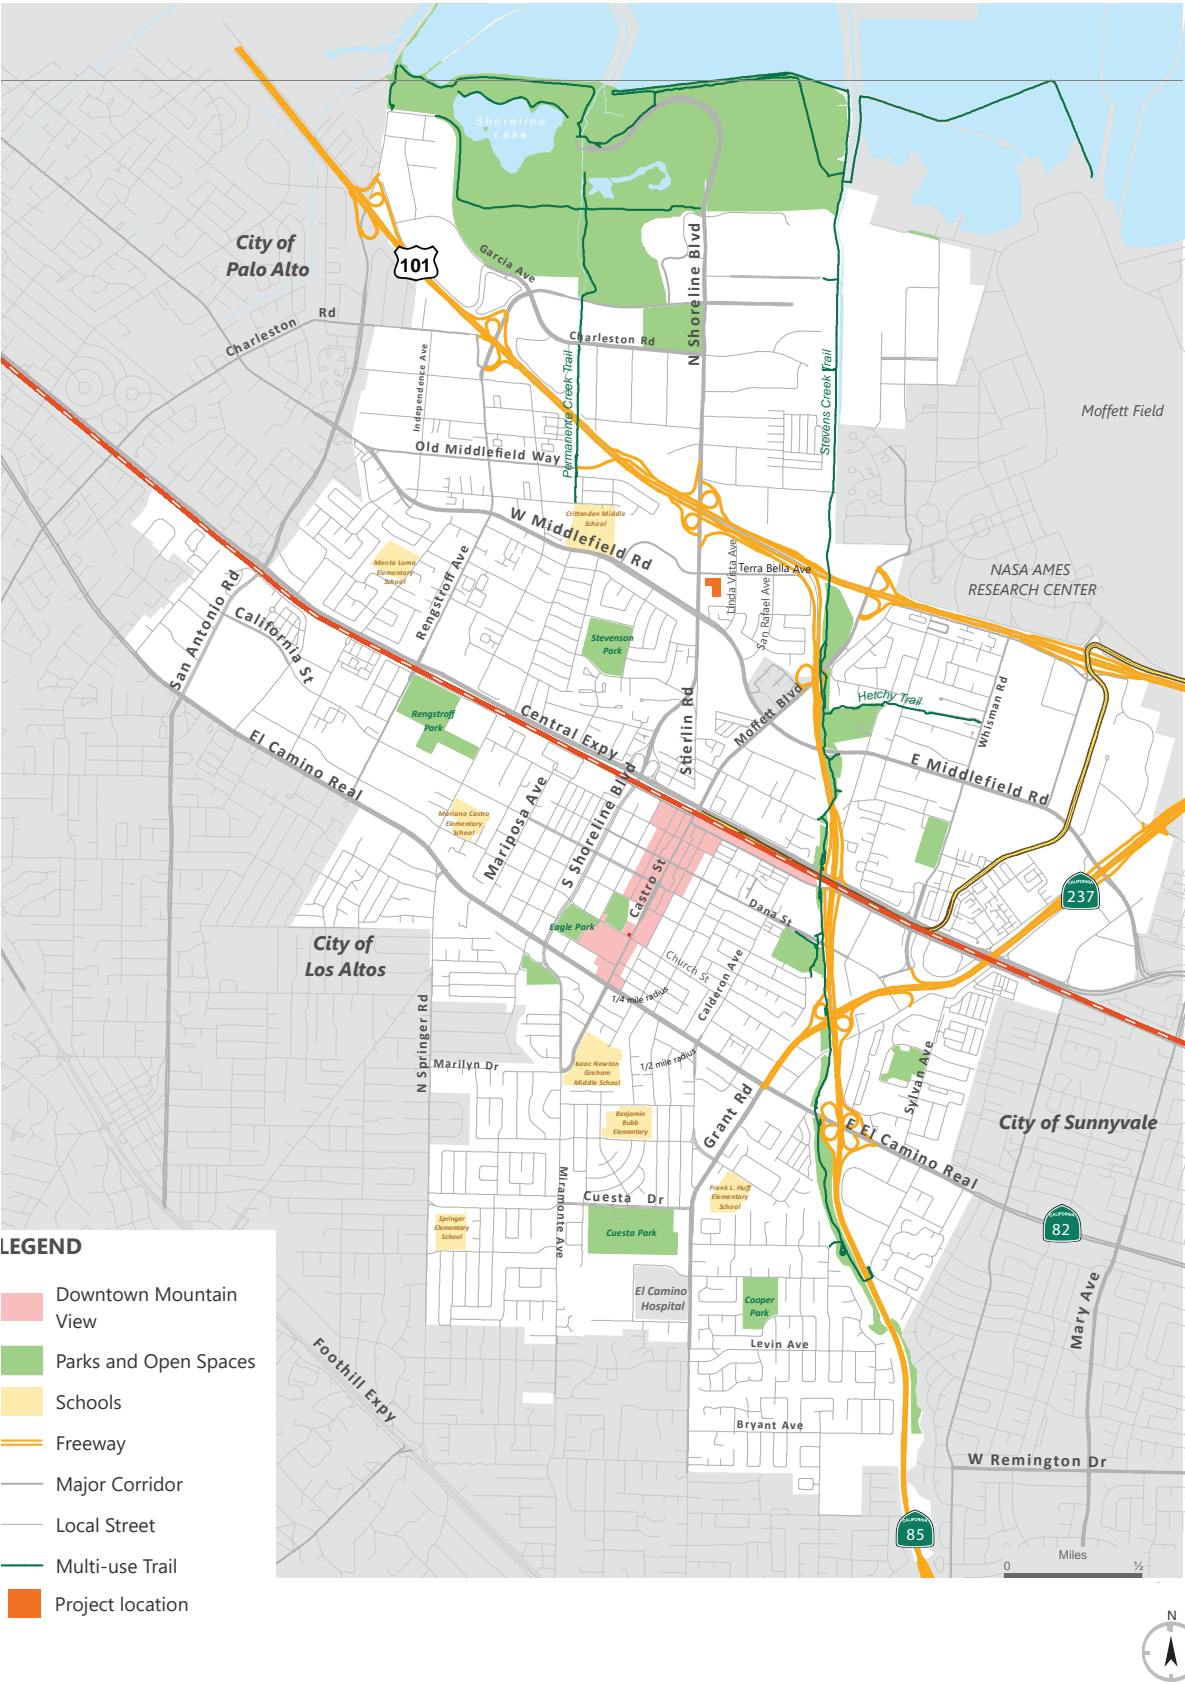 Shoreline
Lake
City of
Palo Alto
101
Garcia Ave
N Shoreline Blvd
Charleston Rd
Charleston Rd
Independence Ave
Permanente Creek Trail
Stevens Creek Trail
Moffett Field
Old Middlefield Way
Crittenden Middle
School
W Middlefield Rd
Monta Loma
Elementary
School
Rengstroff Ave
Linda Vista Ave
Terra Bella Ave
San Rafael Ave
NASA AMES
RESEARCH CENTER
San Antonio Rd
California St
Stevenson
Park
Hetchy Trail
Whisman Rd
Rengstroff
Park
Central Expy
Stierlin Rd
Moffett Blvd
El Camino Real
E Middlefield Rd
Mariano Castro
Elementary
School
Mariposa Ave
S Shoreline Blvd
Castro St
CALIFORNIA
237
Dana St
Eagle Park
City of
Los Altos
Church St
Calderon Ave
1/4 mile radius
N Springer Rd
Marilyn Dr
Isaac Newton
Graham
Middle School
1/2 mile radius
Sylvan Ave
Benjamin
Bubb
Elementary
Grant Rd
E El Camino Real
City of Sunnyvale
Miramonte Ave
Cuesta Dr
Frank L. Huff
Elementary
School
Springer
Elementary
School
Cuesta Park
CALIFORNIA
82
El Camino
Hospital
Cooper
Park
Mary Ave
Levin Ave
Foothill Expy
Bryant Ave
W Remington Dr
CALIFORNIA
85
Miles
0 ½
N
LEGEND
Downtown Mountain
View
Parks and Open Spaces
Schools
Freeway
Major Corridor
Local Street
Multi-use Trail
Project location